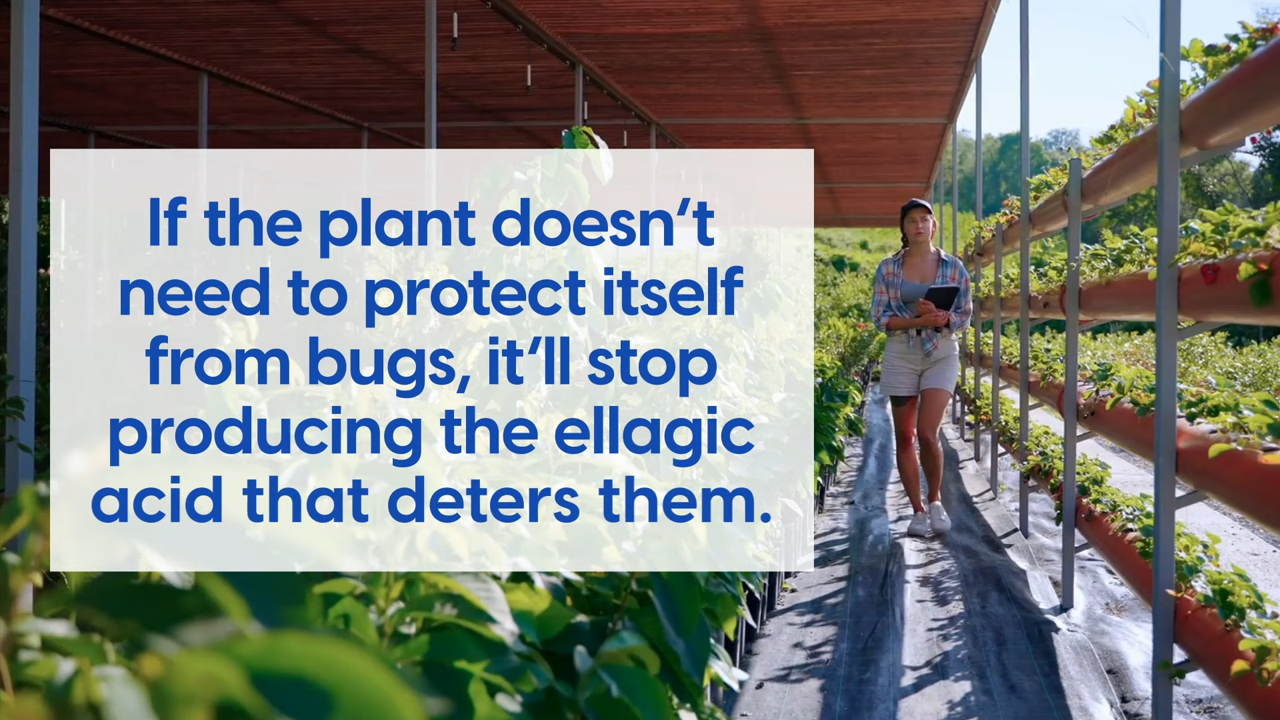 If the plant doesn‘t
need to protect itself
from bugs, it‘ll stop
producing the ellagic
acid that deters them.